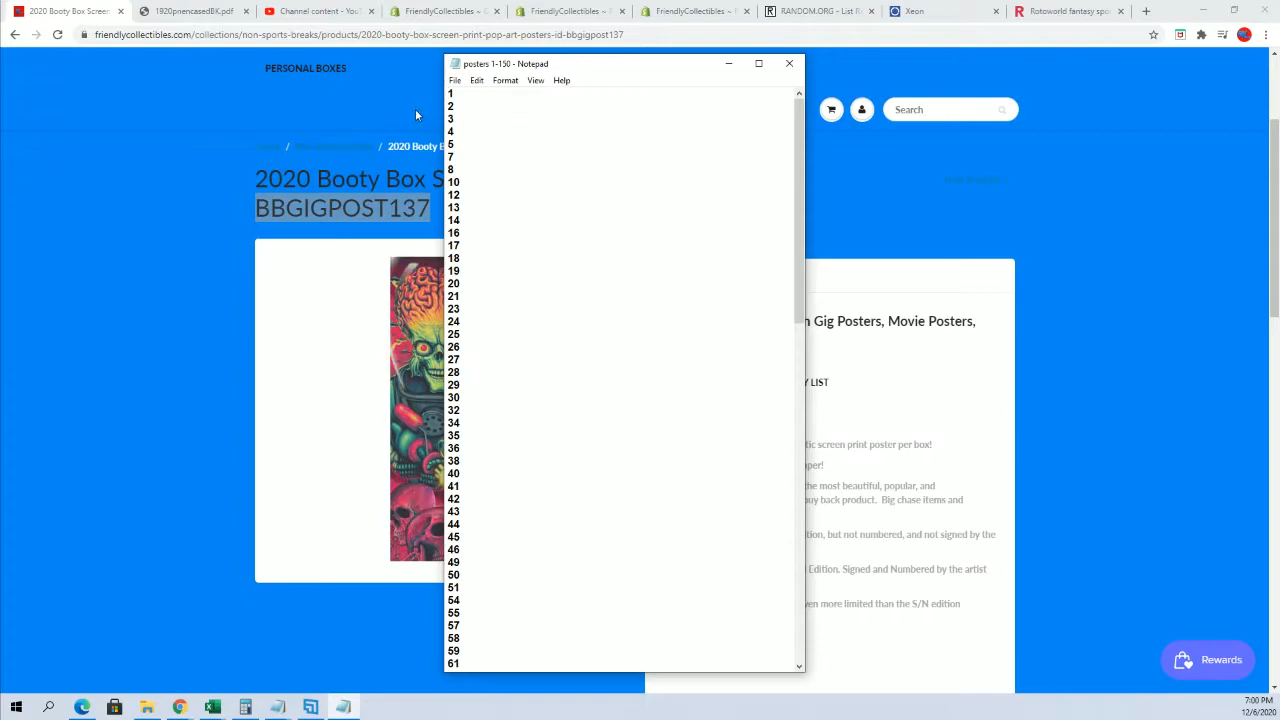 2020 Booty Box Screen
1920pnencasedBK.pdf
Channel content - YouT
FriendlyCollectibles ~ G
FriendlyCollectibles ~
FriendlyCollectibles ~
RANDOM.ORG - List R
Xeon
Rotoworld fantasy spo
friendlycollectibles.com/collections/non-sports-breaks/products/2020-booty-box-screen-print-pop-art-posters-id-bbgigpost137
PERSONAL BOXES
posters 1-150 - Notepad
File Edit Format View Help
Search
/ / 2020 Booty B
2020 Booty Box S
BBGIGPOST137
1
2
3
4
5
7
8
10
12
13
14
16
17
18
19
20
21
23
24
25
26
27
28
29
30
32
34
35
36
38
40
41
42
43
44
45
46
49
50
51
54
55
57
58
59
61
n Gig Posters, Movie Posters,
Y LIST
tic screen print poster per box!
per!
the most beautiful, popular, and
buy back product. Big chase items and
tion, but not numbered, and not signed by the
Edition. Signed and Numbered by the artist
ven more limited than the S/N edition
Rewards
7:00 PM
12/6/2020